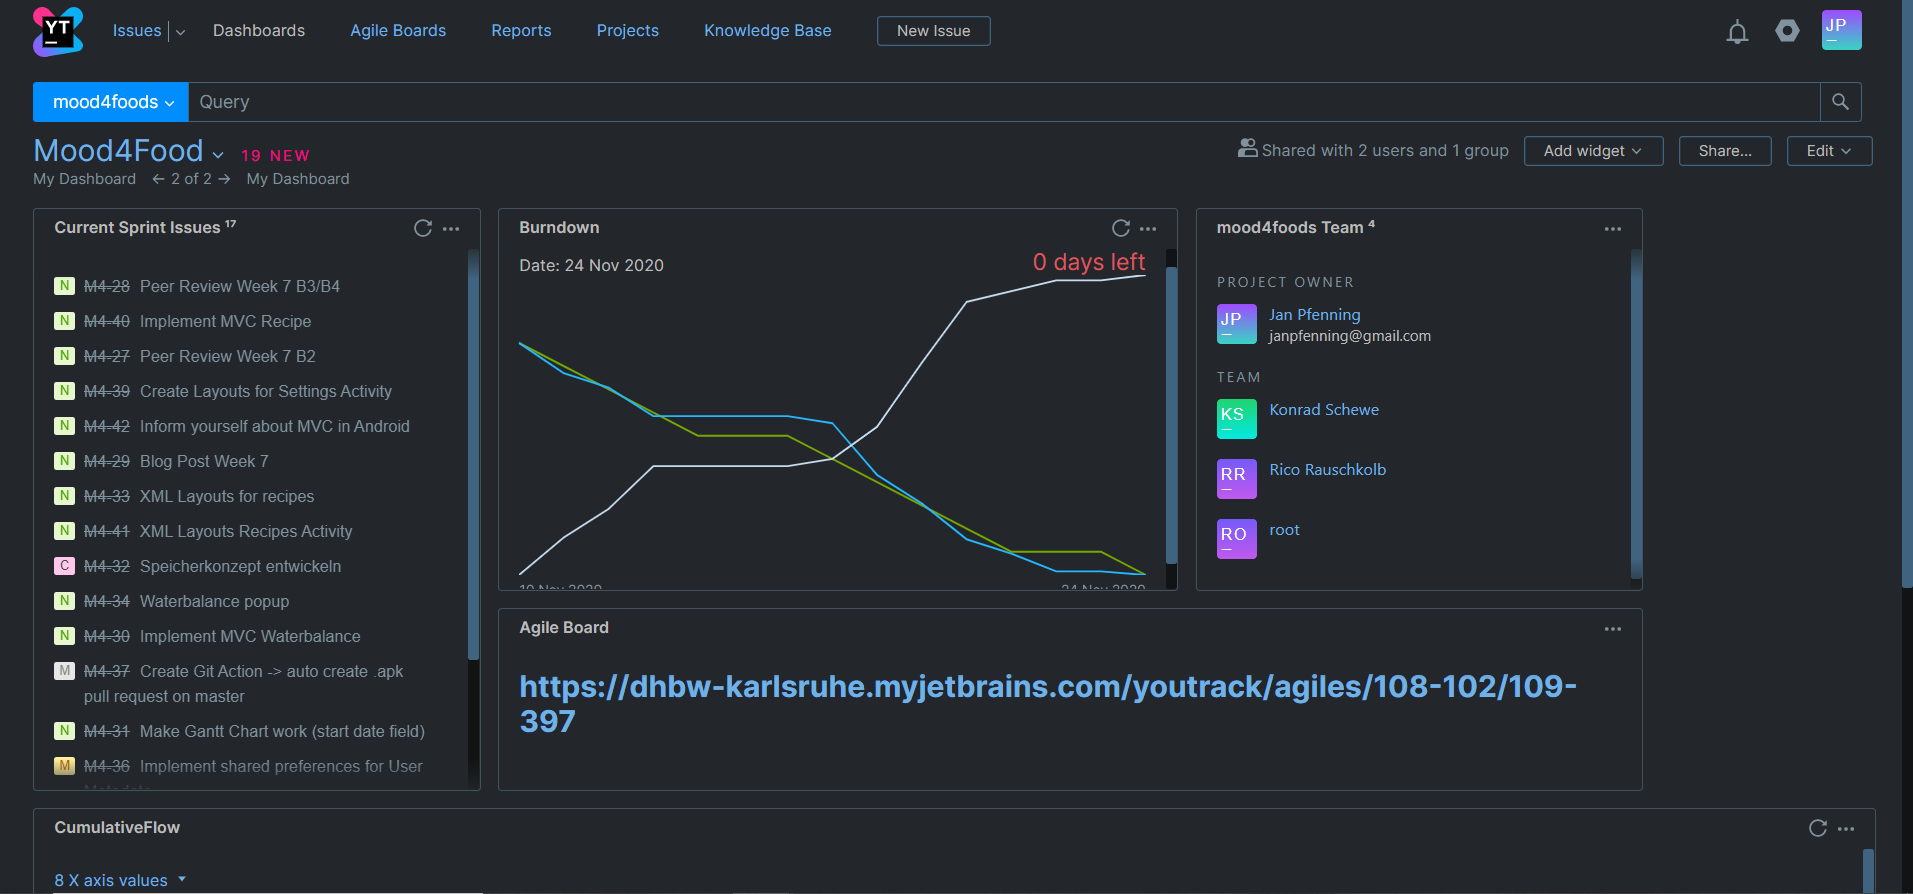 YT
Issues
Dashboards
Agile Boards
Reports
Projects
Knowledge Base
New Issue
JP
mood4foods
Query
Mood4Food
19 NEW
Shared with 2 users and 1 group
Add widget
Share...
Edit
My Dashboard ← 2 of 2 → My Dashboard
Current Sprint Issues 17
N M4-28 Peer Review Week 7 B3/B4
N M4-40 Implement MVC Recipe
N M4-27 Peer Review Week 7 B2
N M4-39 Create Layouts for Settings Activity
N M4-42 Inform yourself about MVC in Android
N M4-29 Blog Post Week 7
N M4-33 XML Layouts for recipes
N M4-41 XML Layouts Recipes Activity
C M4-32 Speicherkonzept entwickeln
N M4-34 Waterbalance popup
N M4-30 Implement MVC Waterbalance
M M4-37 Create Git Action -> auto create .apk
pull request on master
N M4-31 Make Gantt Chart work (start date field)
M M4-36 Implement shared preferences for User
Burndown
Date: 24 Nov 2020
0 days left
24 Nov 2020
mood4foods Team 4
PROJECT OWNER
JP
Jan Pfenning
janpfenning@gmail.com
TEAM
KS
Konrad Schewe
RR
Rico Rauschkolb
RO
root
Agile Board
https://dhbw-karlsruhe.myjetbrains.com/youtrack/agiles/108-102/109-
397
CumulativeFlow
8 X axis values